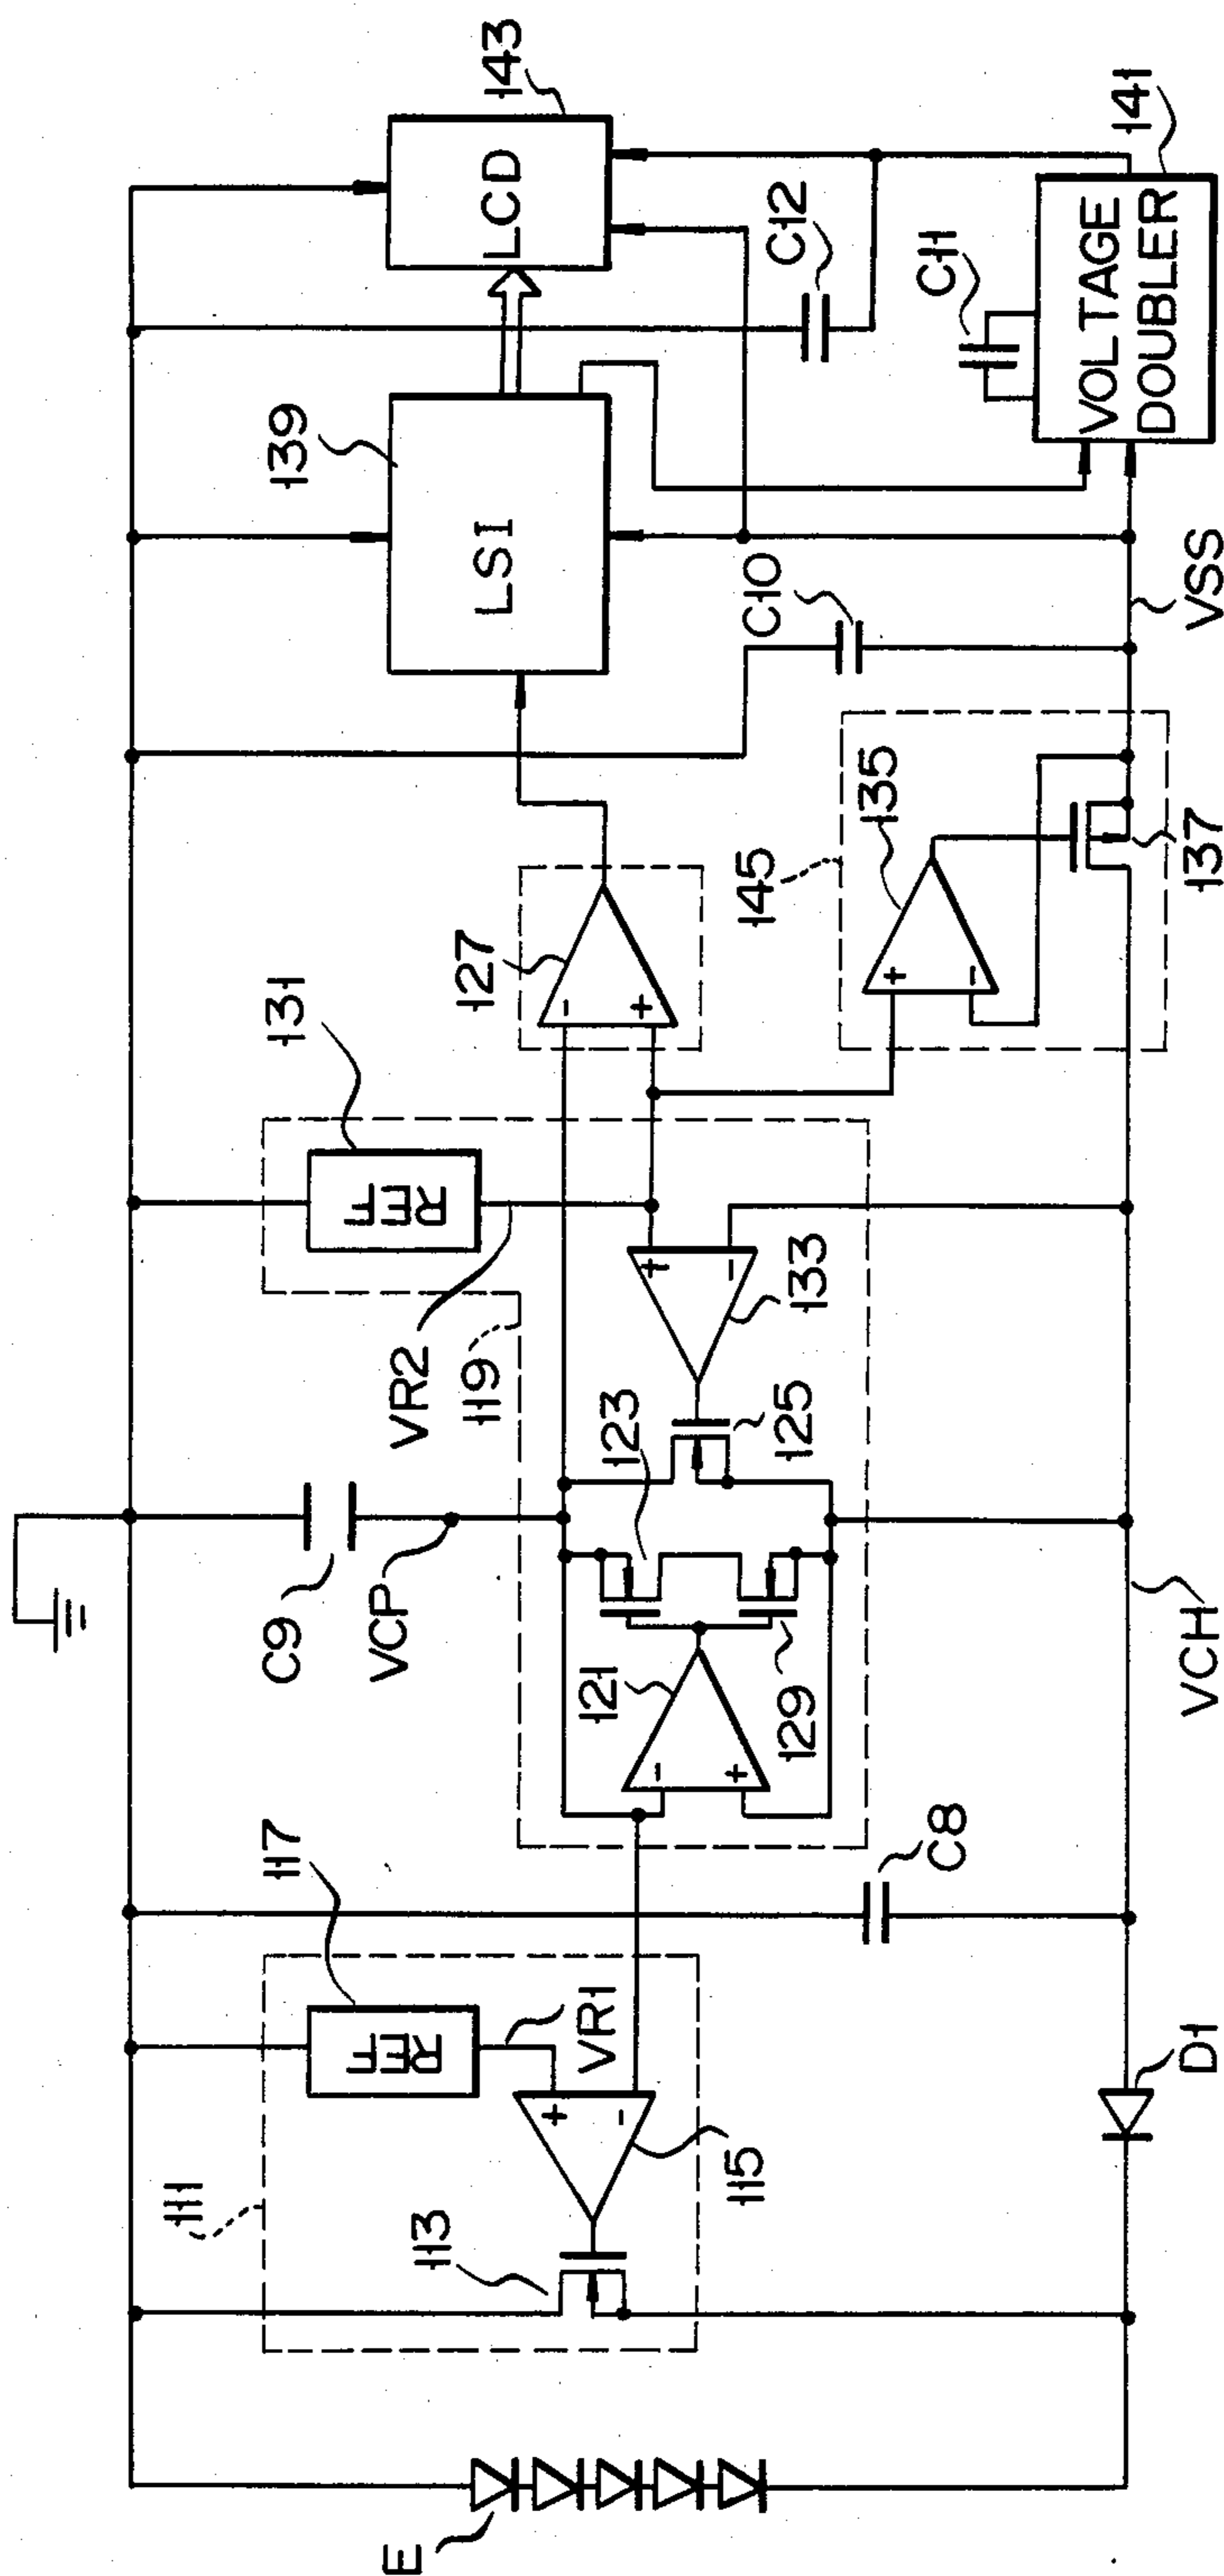 E
111
113
117
REF
VR1
+
-
115
D1
C8
C9
VCP
VCH
119
VR2
121
-
+
123
129
125
131
REF
+
-
133
127
-
+
145
135
+
-
137
C10
VSS
139
LSI
C12
C11
143
LCD
VOLTAGE
DOUBLER
141